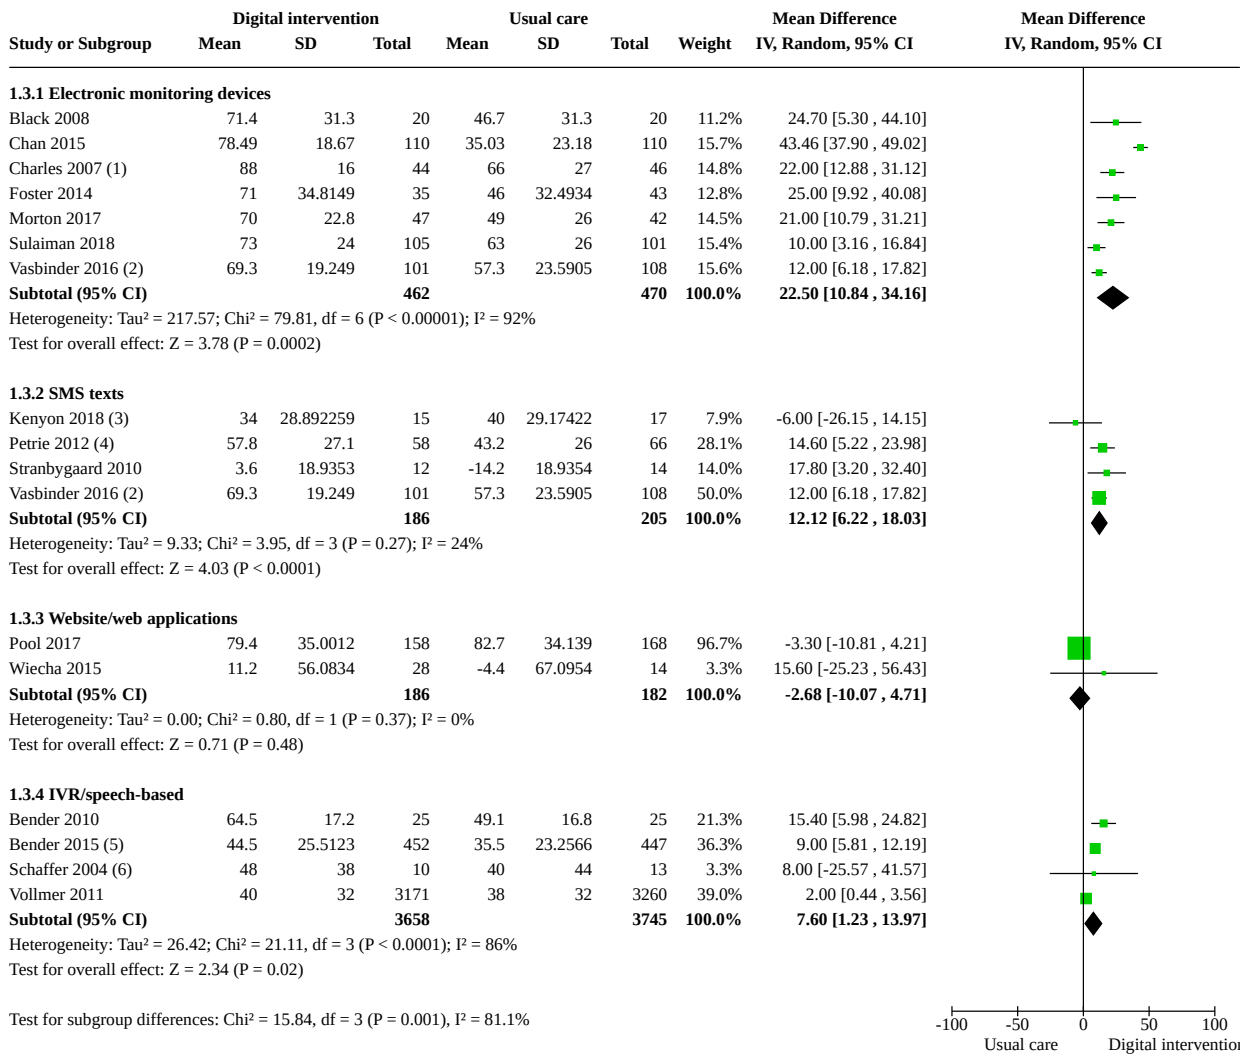 Digital intervention Usual care Mean Difference Mean Difference
Study or Subgroup Mean SD Total Mean SD Total Weight IV, Random, 95% CI IV, Random, 95% CI
1.3.1 Electronic monitoring devices
Black 2008 71.4 31.3 20 46.7 31.3 20 11.2% 24.70 [5.30 , 44.10]
Chan 2015 78.49 18.67 110 35.03 23.18 110 15.7% 43.46 [37.90 , 49.02]
Charles 2007 (1) 88 16 44 66 27 46 14.8% 22.00 [12.88 , 31.12]
Foster 2014 71 34.8149 35 46 32.4934 43 12.8% 25.00 [9.92 , 40.08]
Morton 2017 70 22.8 47 49 26 42 14.5% 21.00 [10.79 , 31.21]
Sulaiman 2018 73 24 105 63 26 101 15.4% 10.00 [3.16 , 16.84]
Vasbinder 2016 (2) 69.3 19.249 101 57.3 23.5905 108 15.6% 12.00 [6.18 , 17.82]
Subtotal (95% CI) 462 470 100.0% 22.50 [10.84 , 34.16]
Heterogeneity: Tau² = 217.57; Chi² = 79.81, df = 6 (P < 0.00001); I² = 92%
Test for overall effect: Z = 3.78 (P = 0.0002)
1.3.2 SMS texts
Kenyon 2018 (3) 34 28.892259 15 40 29.17422 17 7.9% -6.00 [-26.15 , 14.15]
Petrie 2012 (4) 57.8 27.1 58 43.2 26 66 28.1% 14.60 [5.22 , 23.98]
Stranbygaard 2010 3.6 18.9353 12 -14.2 18.9354 14 14.0% 17.80 [3.20 , 32.40]
Vasbinder 2016 (2) 69.3 19.249 101 57.3 23.5905 108 50.0% 12.00 [6.18 , 17.82]
Subtotal (95% CI) 186 205 100.0% 12.12 [6.22 , 18.03]
Heterogeneity: Tau² = 9.33; Chi² = 3.95, df = 3 (P = 0.27); I² = 24%
Test for overall effect: Z = 4.03 (P < 0.0001)
1.3.3 Website/web applications
Pool 2017 79.4 35.0012 158 82.7 34.139 168 96.7% -3.30 [-10.81 , 4.21]
Wiecha 2015 11.2 56.0834 28 -4.4 67.0954 14 3.3% 15.60 [-25.23 , 56.43]
Subtotal (95% CI) 186 182 100.0% -2.68 [-10.07 , 4.71]
Heterogeneity: Tau² = 0.00; Chi² = 0.80, df = 1 (P = 0.37); I² = 0%
Test for overall effect: Z = 0.71 (P = 0.48)
1.3.4 IVR/speech-based
Bender 2010 64.5 17.2 25 49.1 16.8 25 21.3% 15.40 [5.98 , 24.82]
Bender 2015 (5) 44.5 25.5123 452 35.5 23.2566 447 36.3% 9.00 [5.81 , 12.19]
Schaffer 2004 (6) 48 38 10 40 44 13 3.3% 8.00 [-25.57 , 41.57]
Vollmer 2011 40 32 3171 38 32 3260 39.0% 2.00 [0.44 , 3.56]
Subtotal (95% CI) 3658 3745 100.0% 7.60 [1.23 , 13.97]
Heterogeneity: Tau² = 26.42; Chi² = 21.11, df = 3 (P < 0.0001); I² = 86%
Test for overall effect: Z = 2.34 (P = 0.02)
Test for subgroup differences: Chi² = 15.84, df = 3 (P = 0.001), I² = 81.1%
-100 -50 0 50 100
Usual care Digital intervention